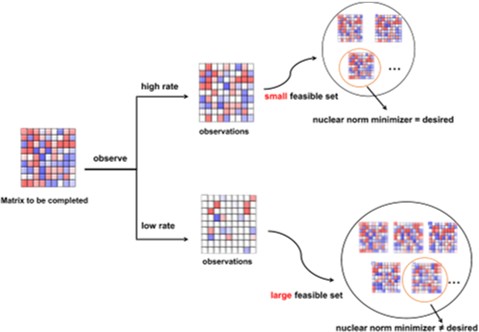 high rate
small feasible set
...
observations
nuclear norm minimizer = desired
observe
Matrix to be completed
low rate
observations
large feasible set
...
nuclear norm minimizer ≠ desired